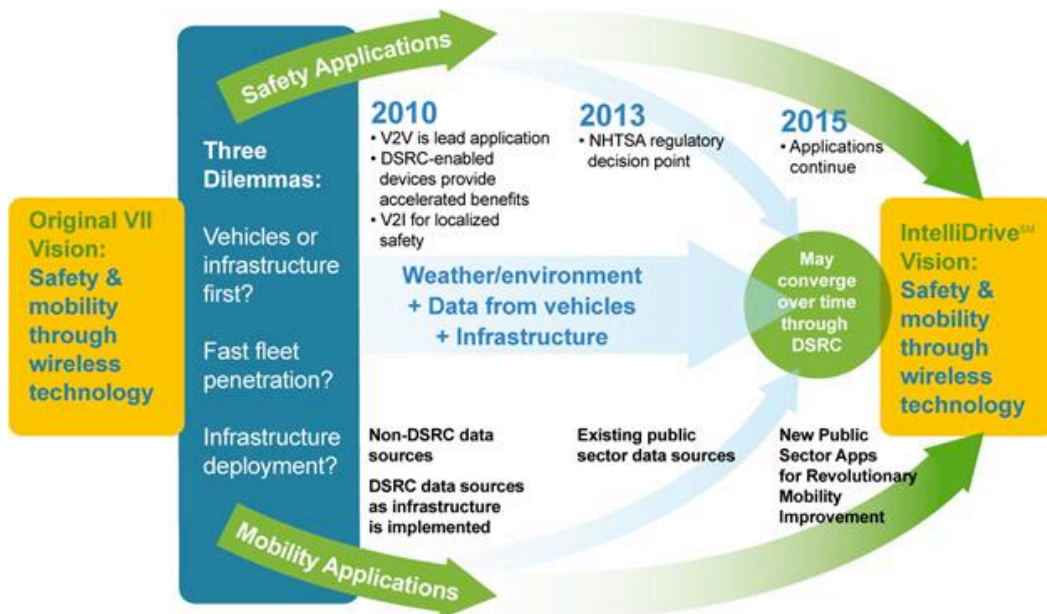 Original VII
Vision:
Safety &
mobility
through
wireless
technology
Three
Dilemmas:
Vehicles or
infrastructure
first?
Fast fleet
penetration?
Infrastructure
deployment?
Safety Applications
2010
• V2V is lead application
• DSRC-enabled
devices provide
accelerated benefits
• V2I for localized
safety
2013
• NHTSA regulatory
decision point
2015
• Applications
continue
Weather/environment
+ Data from vehicles
+ Infrastructure
May
converge
over time
through
DSRC
Non-DSRC data
sources
DSRC data sources
as infrastructure
is implemented
Existing public
sector data sources
New Public
Sector Apps
for Revolutionary
Mobility
Improvement
Mobility Applications
IntelliDrive℠
Vision:
Safety &
mobility
through
wireless
technology